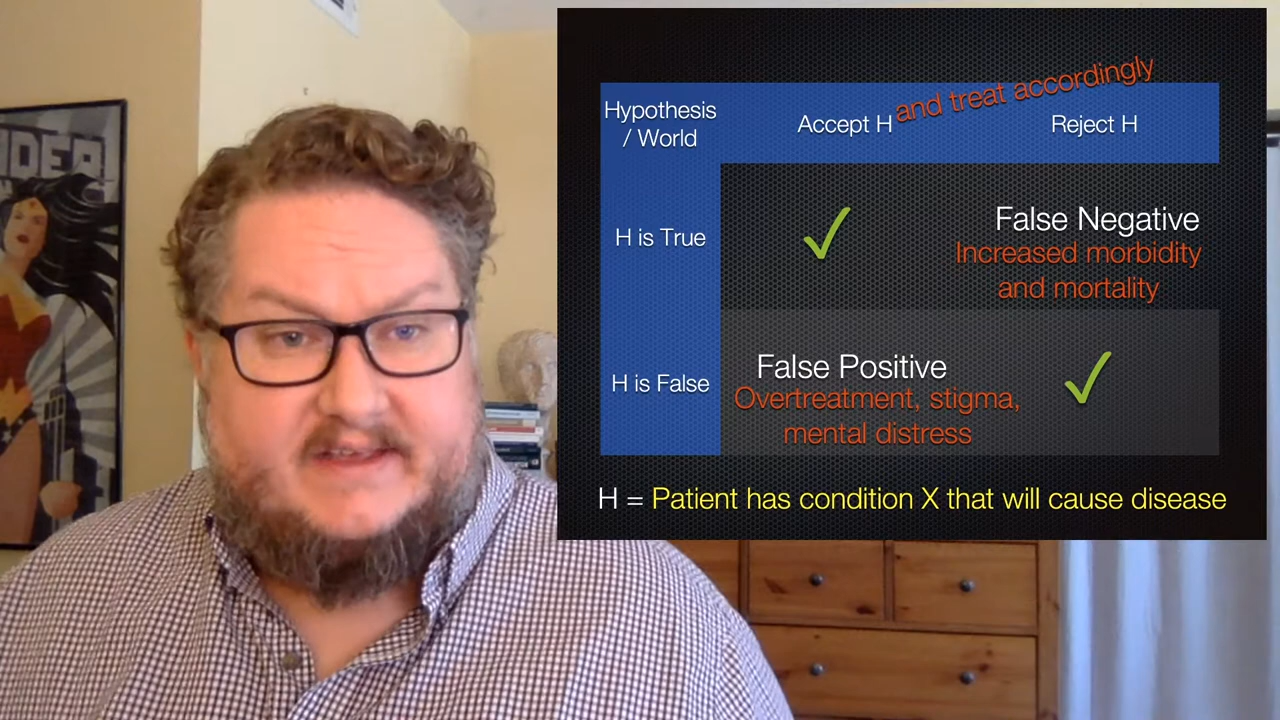 NDER
and treat accordingly
Hypothesis
/ World
Accept H
Reject H
H is True
✓
False Negative
Increased morbidity
and mortality
H is False
False Positive
Overtreatment, stigma,
mental distress
✓
H = Patient has condition X that will cause disease